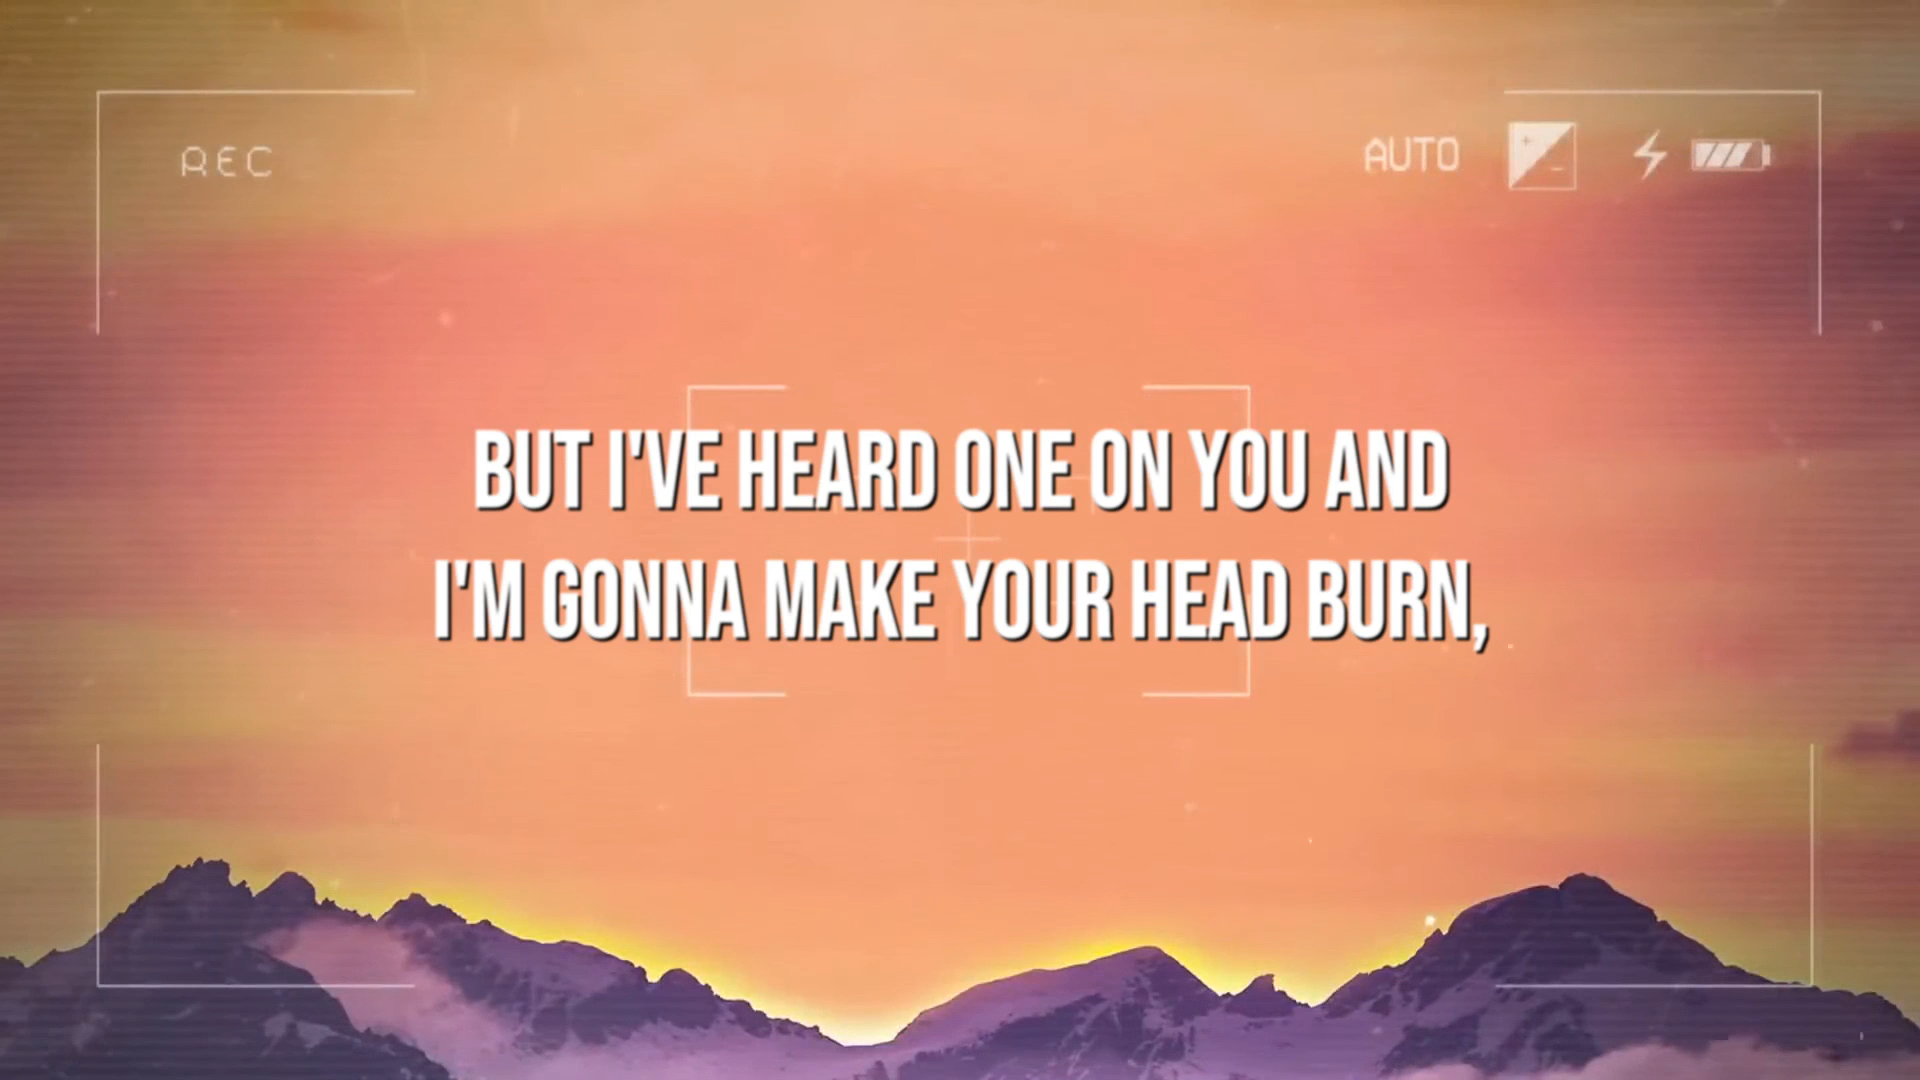 REC
AUTO
BUT I'VE HEARD ONE ON YOU AND
I'M GONNA MAKE YOUR HEAD BURN,